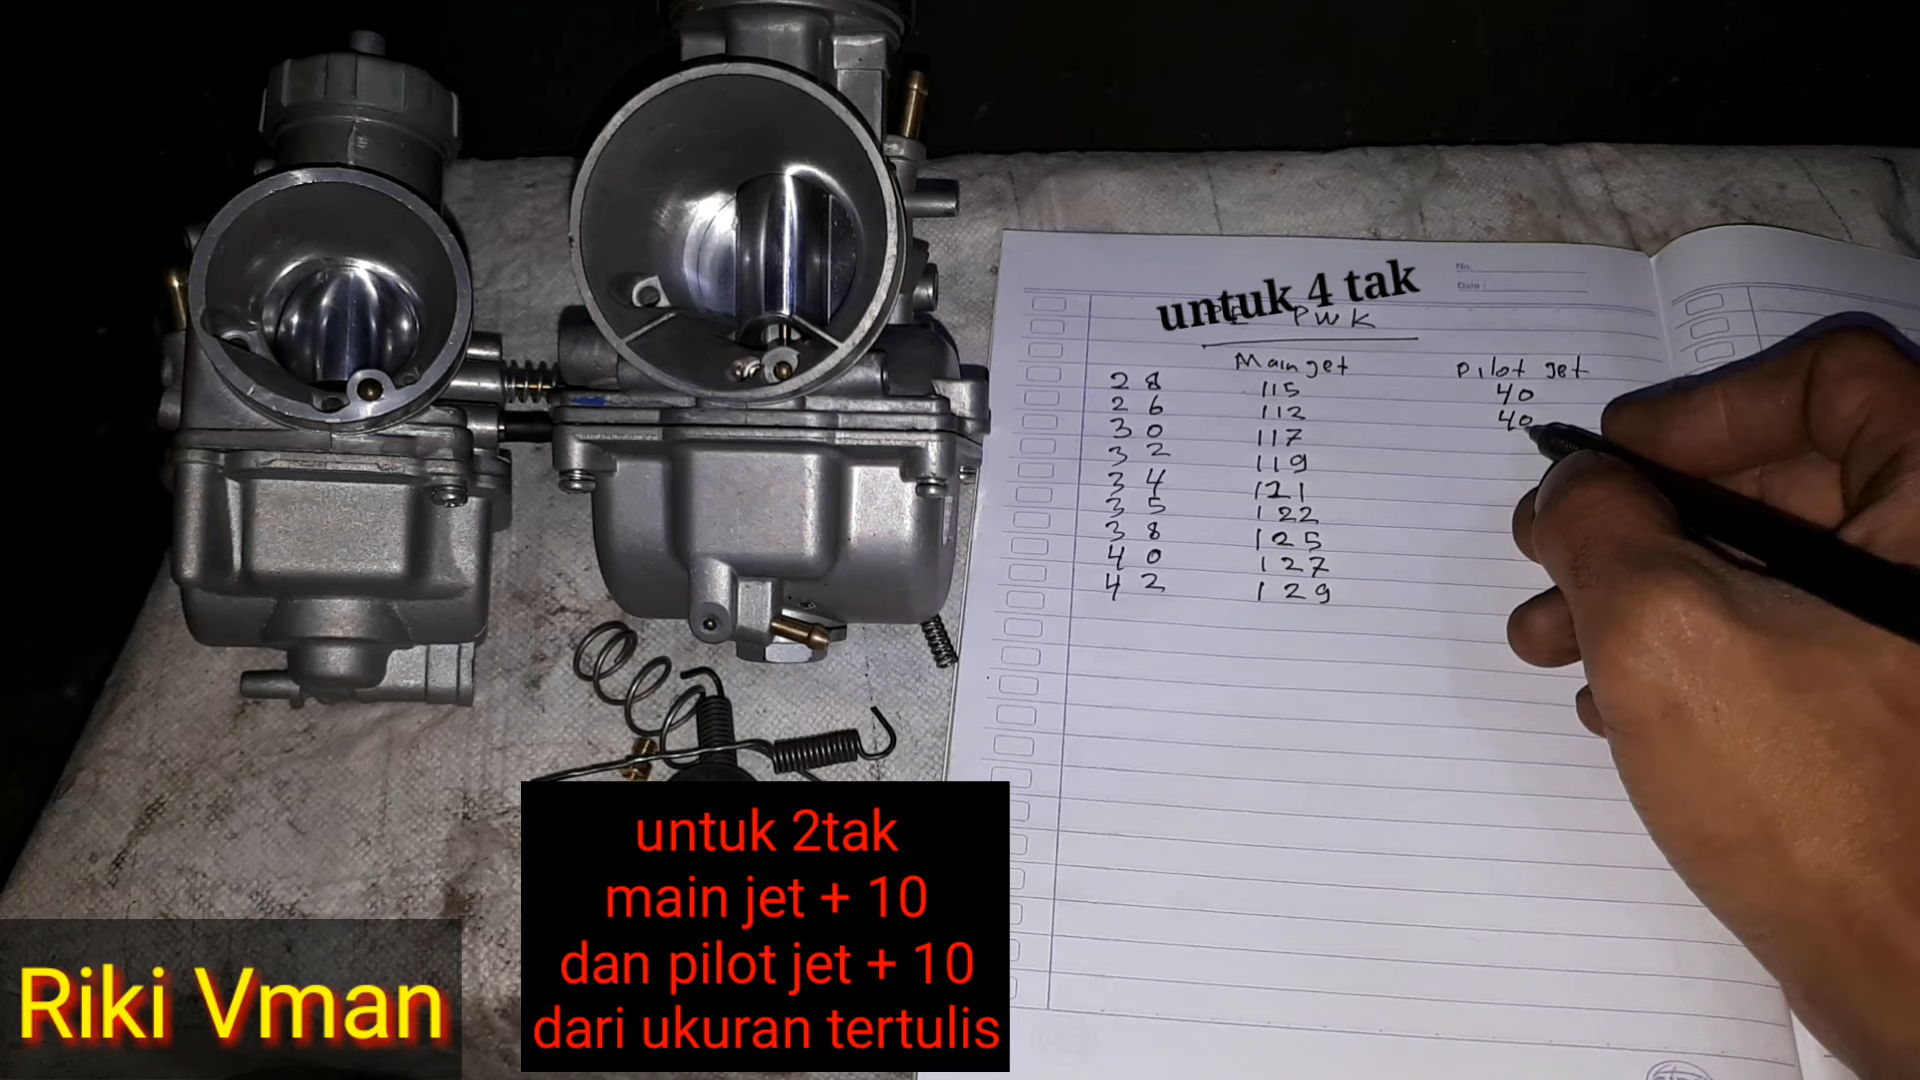 untuk 4 tak
No.
Date :
PWK
Main jet Pilot jet
28 115 40
26 112 40
30 117
32 119
34 121
35 122
38 125
40 127
42 129
untuk 2tak
main jet + 10
dan pilot jet + 10
dari ukuran tertulis
Riki Vman